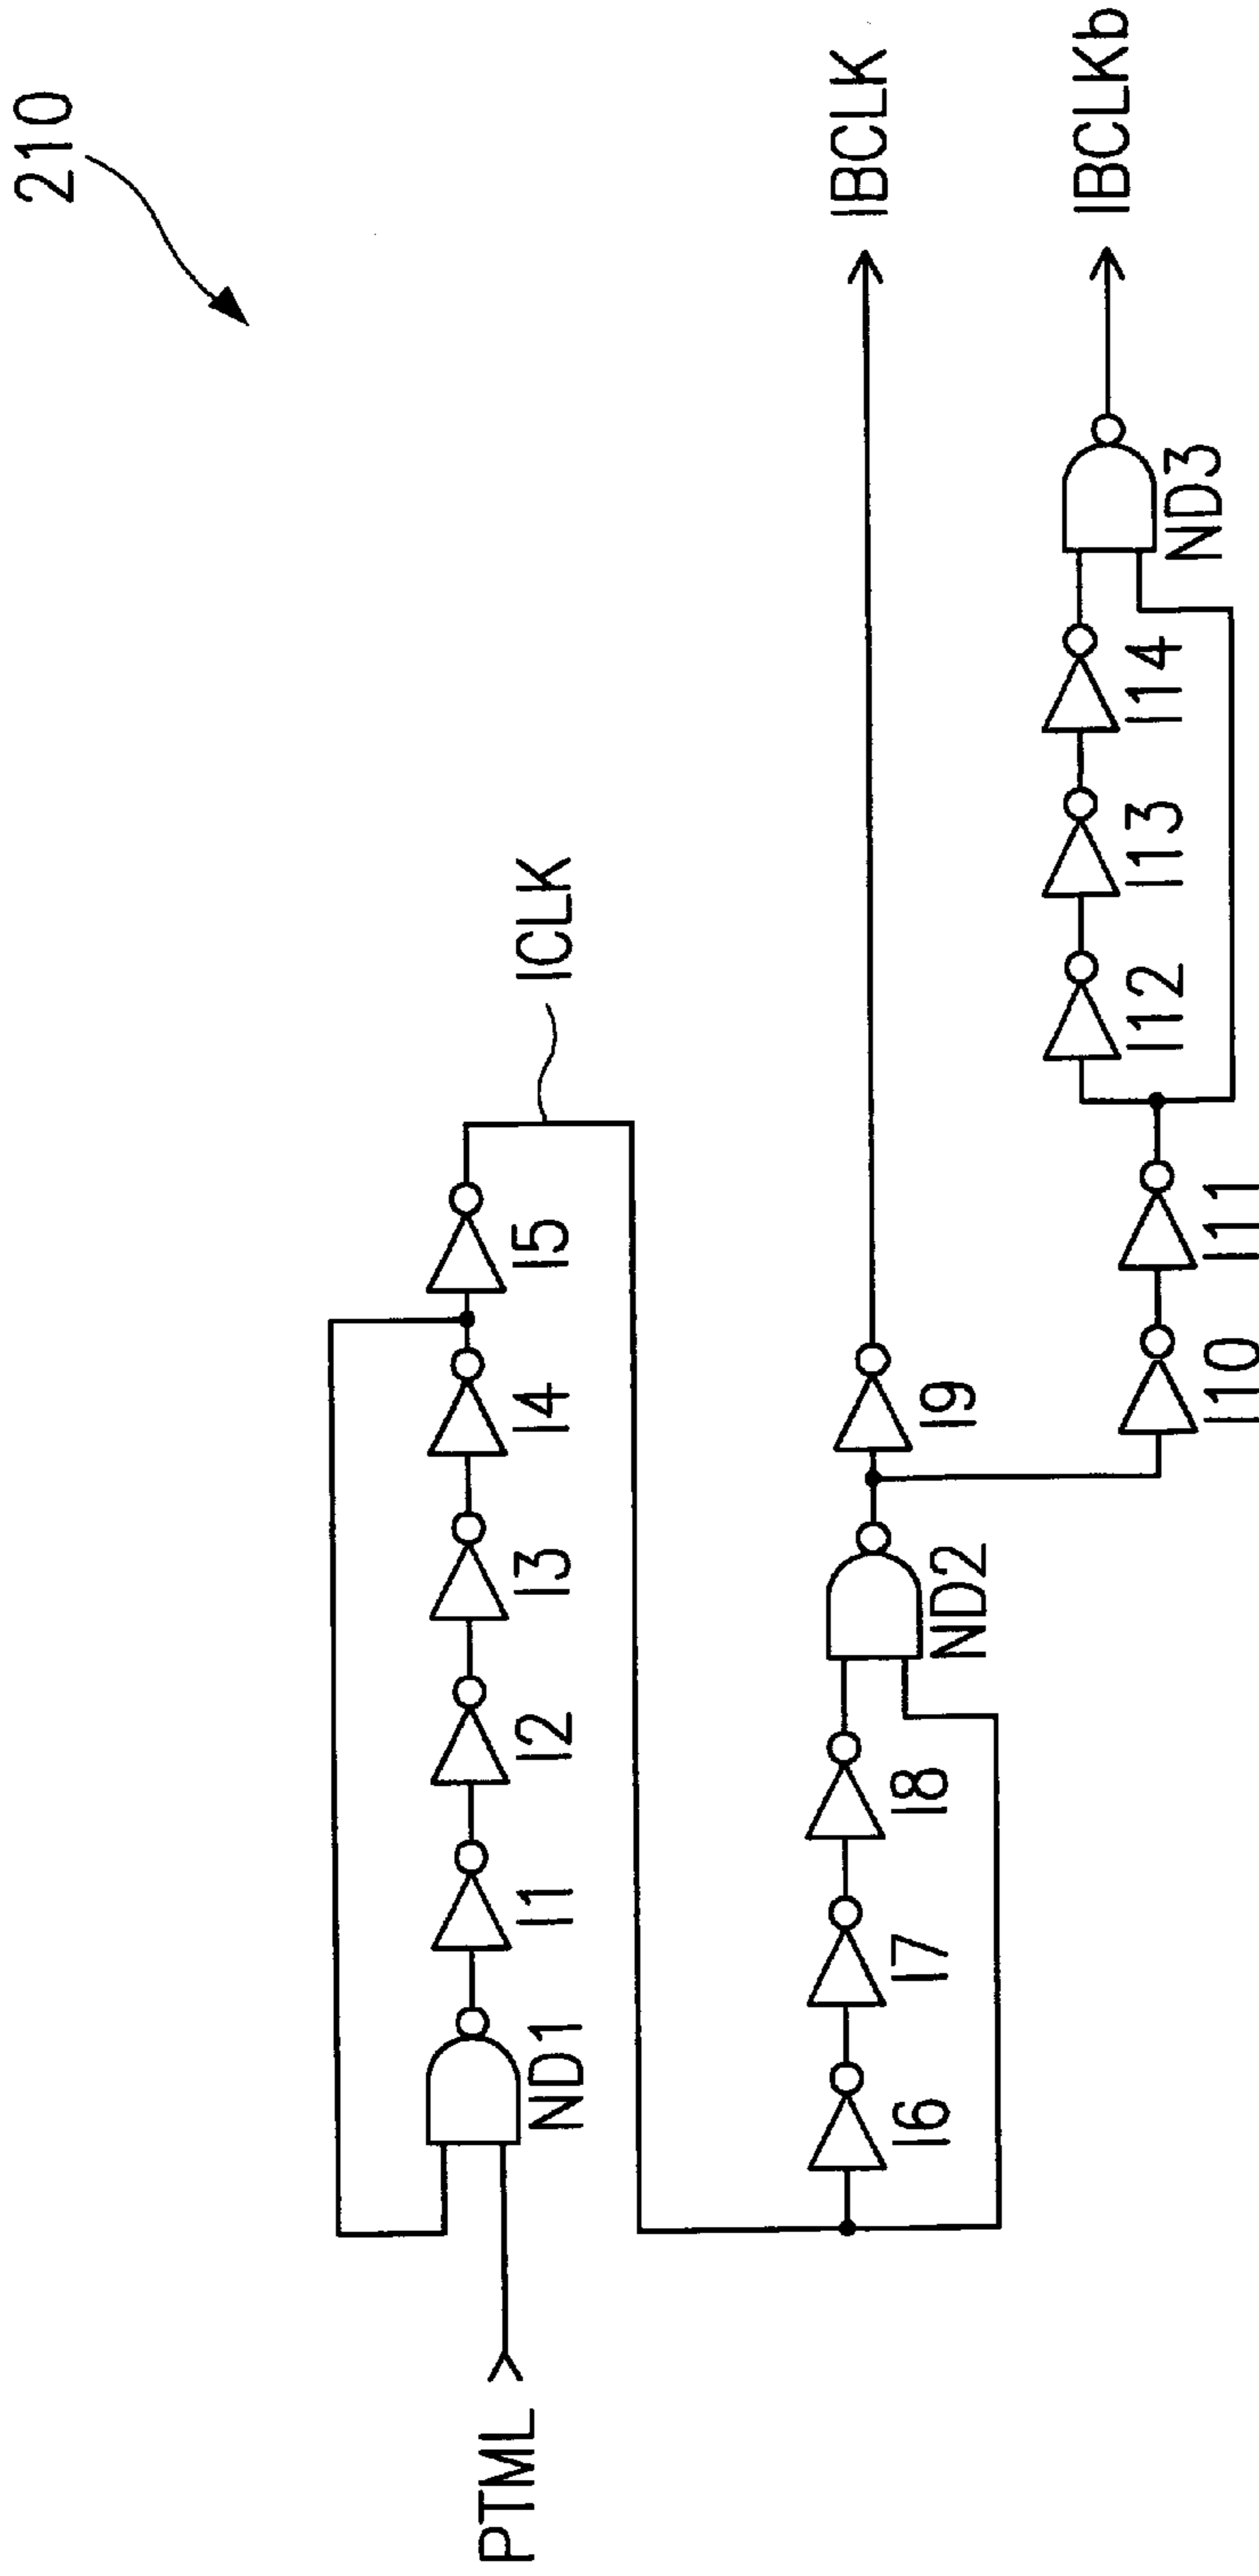 210
PTML
ND1
I1
I2
I3
I4
I5
ICLK
I6
I7
I8
ND2
I9
IBCLK
I10
I11
I12
I13
I14
ND3
IBCLKb